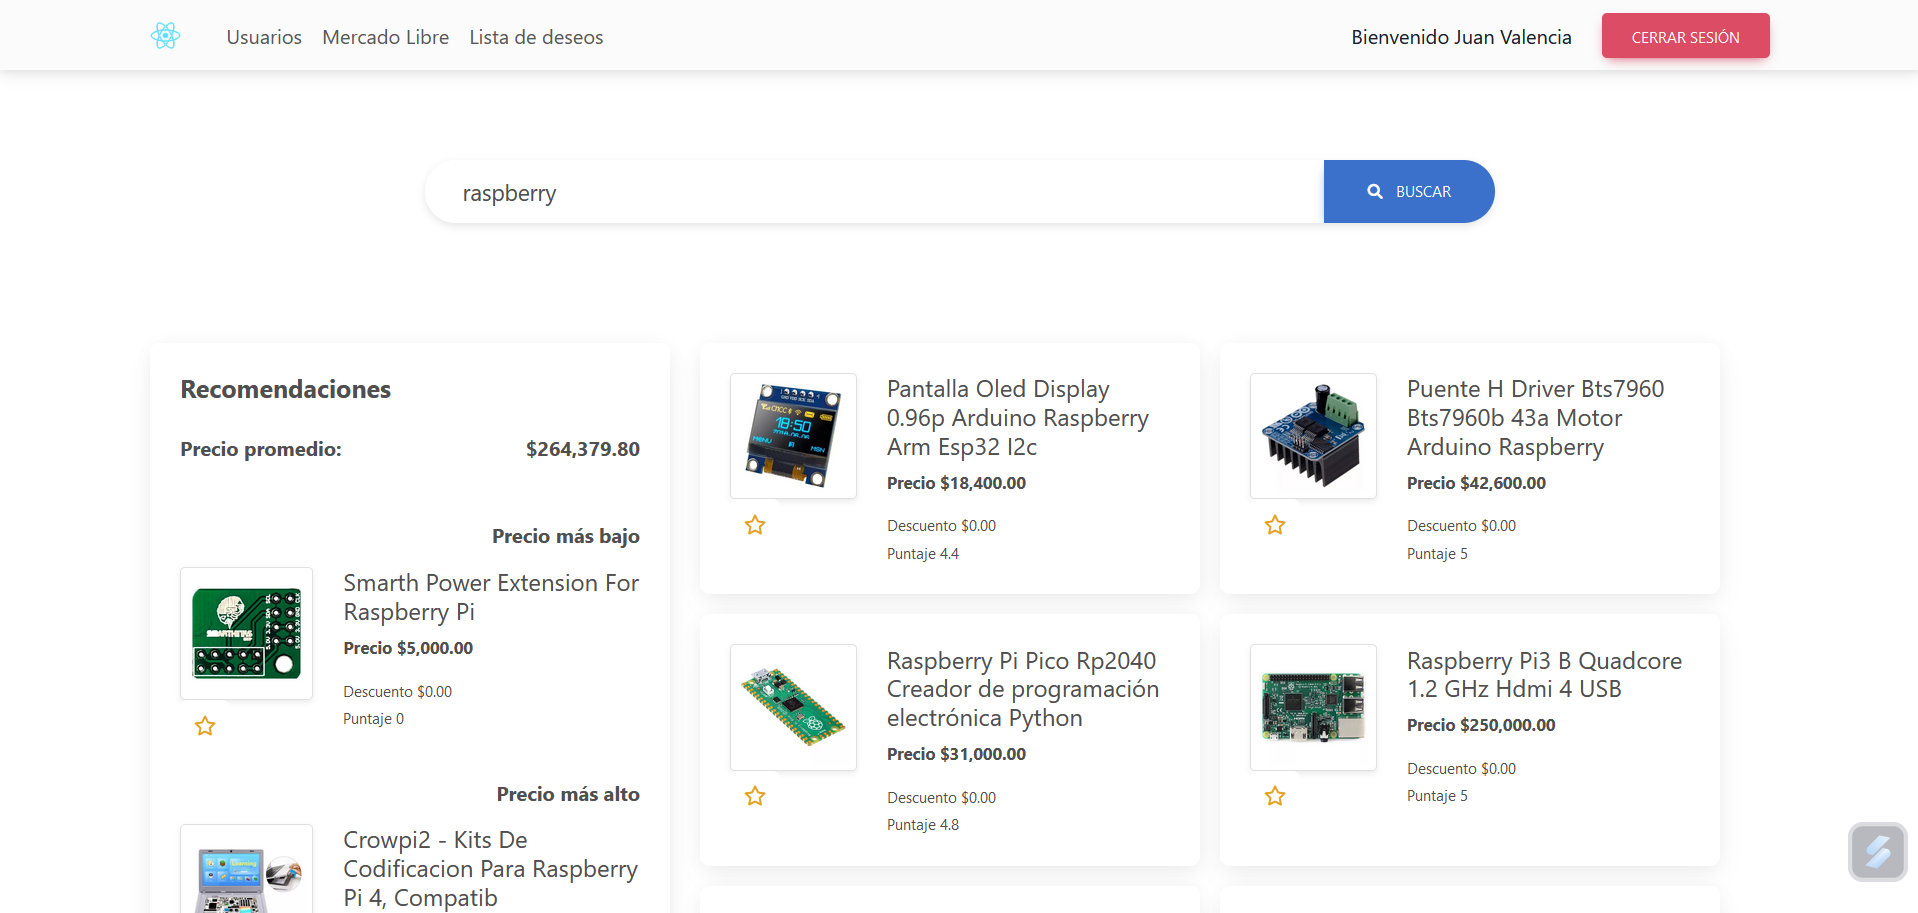 Usuarios
Mercado Libre
Lista de deseos
Bienvenido Juan Valencia
CERRAR SESIÓN
raspberry
BUSCAR
Recomendaciones
Precio promedio: $264,379.80
Precio más bajo
Smarth Power Extension For
Raspberry Pi
Precio $5,000.00
Descuento $0.00
Puntaje 0
Precio más alto
Crowpi2 - Kits De
Codificacion Para Raspberry
Pi 4, Compatib
Pantalla Oled Display
0.96p Arduino Raspberry
Arm Esp32 I2c
Precio $18,400.00
Descuento $0.00
Puntaje 4.4
Puente H Driver Bts7960
Bts7960b 43a Motor
Arduino Raspberry
Precio $42,600.00
Descuento $0.00
Puntaje 5
Raspberry Pi Pico Rp2040
Creador de programación
electrónica Python
Precio $31,000.00
Descuento $0.00
Puntaje 4.8
Raspberry Pi3 B Quadcore
1.2 GHz Hdmi 4 USB
Precio $250,000.00
Descuento $0.00
Puntaje 5
18:50